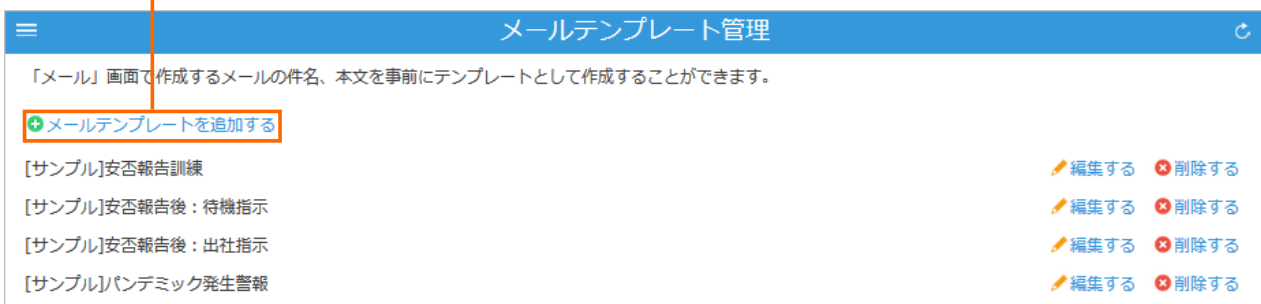 メールテンプレート管理
「メール」画面で作成するメールの件名、本文を事前にテンプレートとして作成することができます。
メールテンプレートを追加する
[サンプル]安否報告訓練 編集する 削除する
[サンプル]安否報告後：待機指示 編集する 削除する
[サンプル]安否報告後：出社指示 編集する 削除する
[サンプル]パンデミック発生警報 編集する 削除する